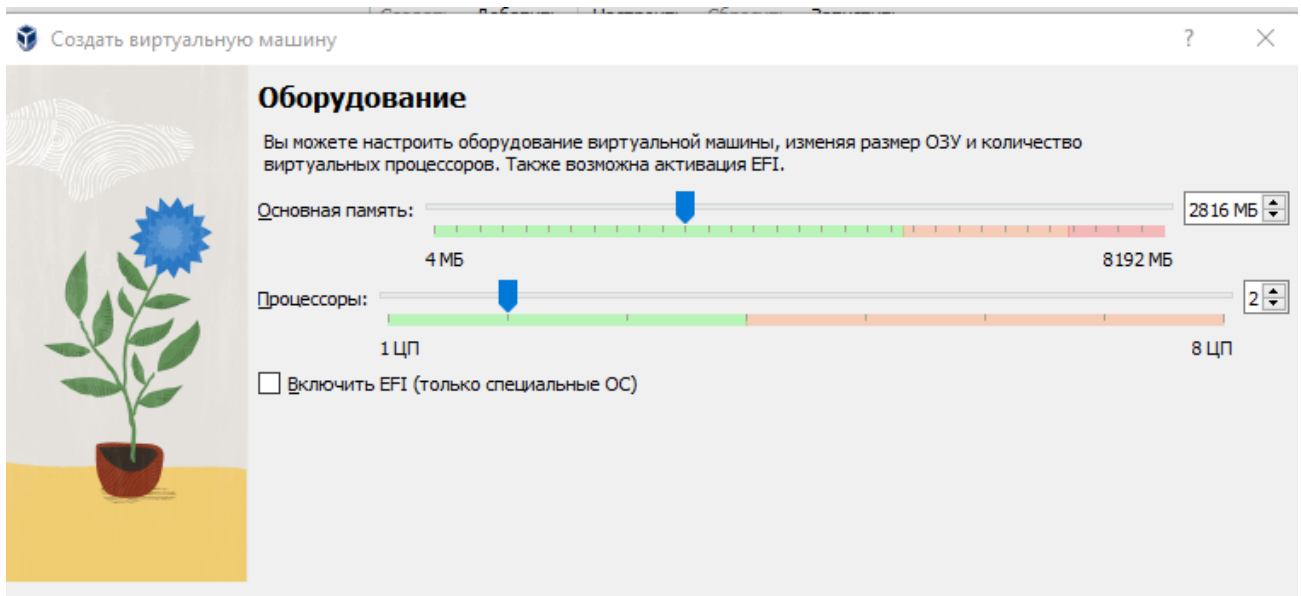 Создать виртуальную машину
?
Оборудование
Вы можете настроить оборудование виртуальной машины, изменяя размер ОЗУ и количество
виртуальных процессоров. Также возможна активация EFI.
Основная память:
2816 МБ
4 МБ
8192 МБ
Процессоры:
2
1 ЦП
8 ЦП
Включить EFI (только специальные ОС)